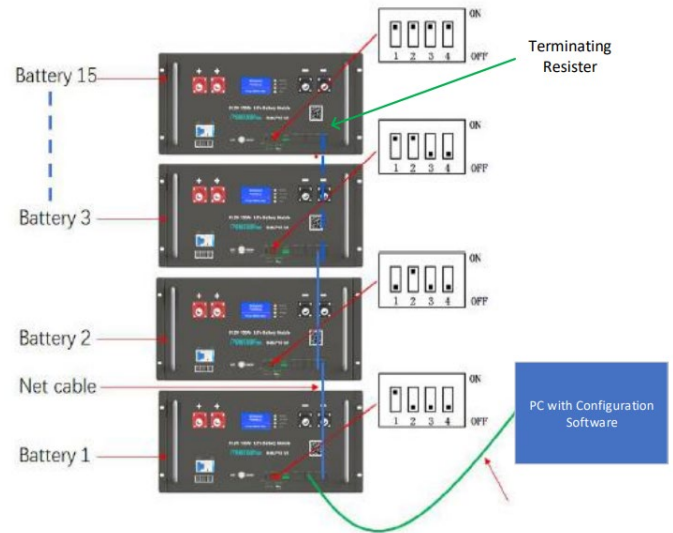 ON
1 2 3 4
OFF
Terminating
Resister
Battery 15
ON
1 2 3 4
OFF
Battery 3
ON
1 2 3 4
OFF
Battery 2
Net cable
ON
1 2 3 4
OFF
PC with Configuration
Software
Battery 1